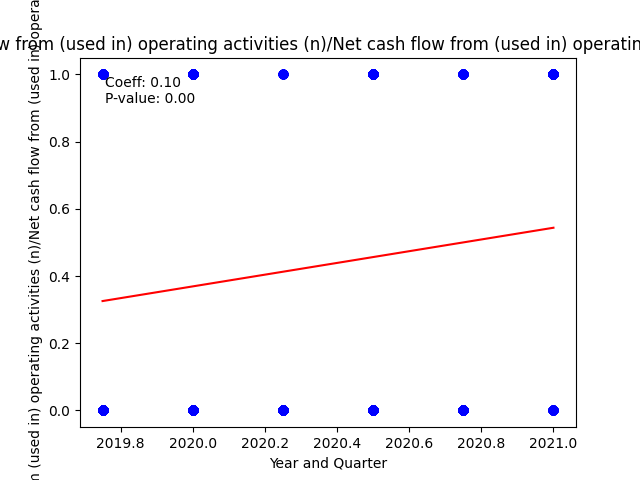 from (used in) operating activities (n)/Net cash flow from (used in)
(used in) operating activities (n)/Net cash flow from (used in)
1.0
0.8
0.6
0.4
0.2
0.0
Coeff: 0.10
P-value: 0.00
2019.8 2020.0 2020.2 2020.4 2020.6 2020.8 2021.0
Year and Quarter